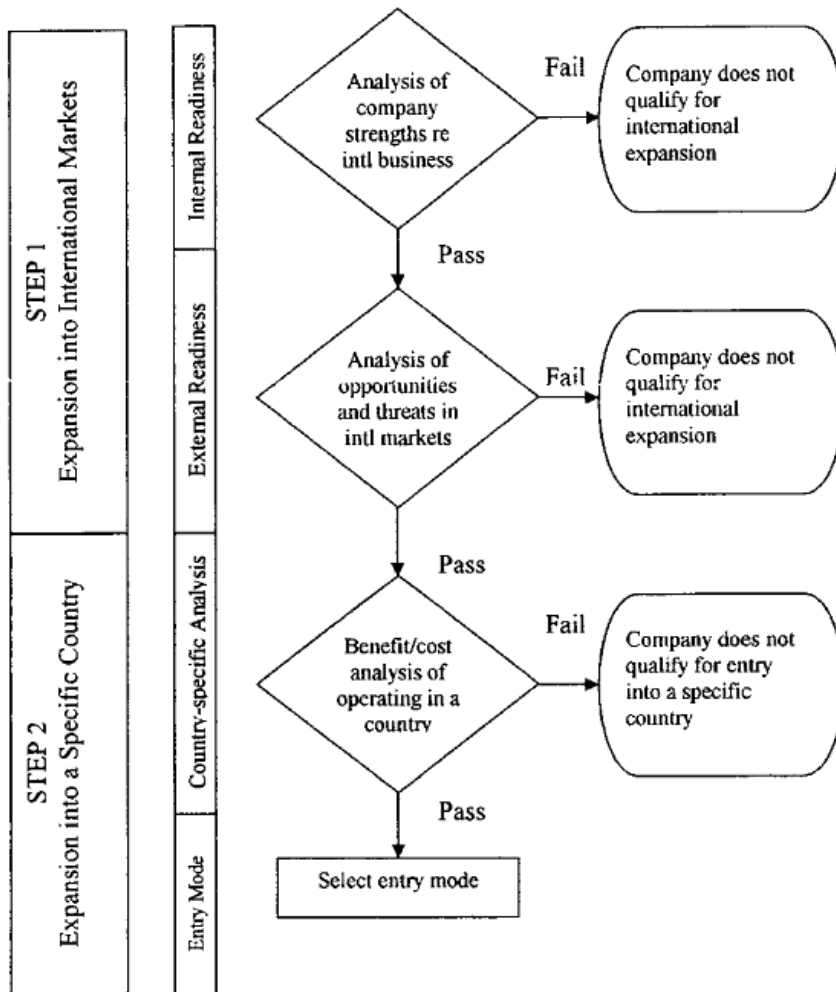 STEP 1
Expansion into International Markets
Internal Readiness
Analysis of
company
strengths re
intl business
Fail
Company does not
qualify for
international
expansion
Pass
External Readiness
Analysis of
opportunities
and threats in
intl markets
Fail
Company does not
qualify for
international
expansion
Pass
STEP 2
Expansion into a Specific Country
Country-specific Analysis
Benefit/cost
analysis of
operating in a
country
Fail
Company does not
qualify for entry
into a specific
country
Pass
Entry Mode
Select entry mode